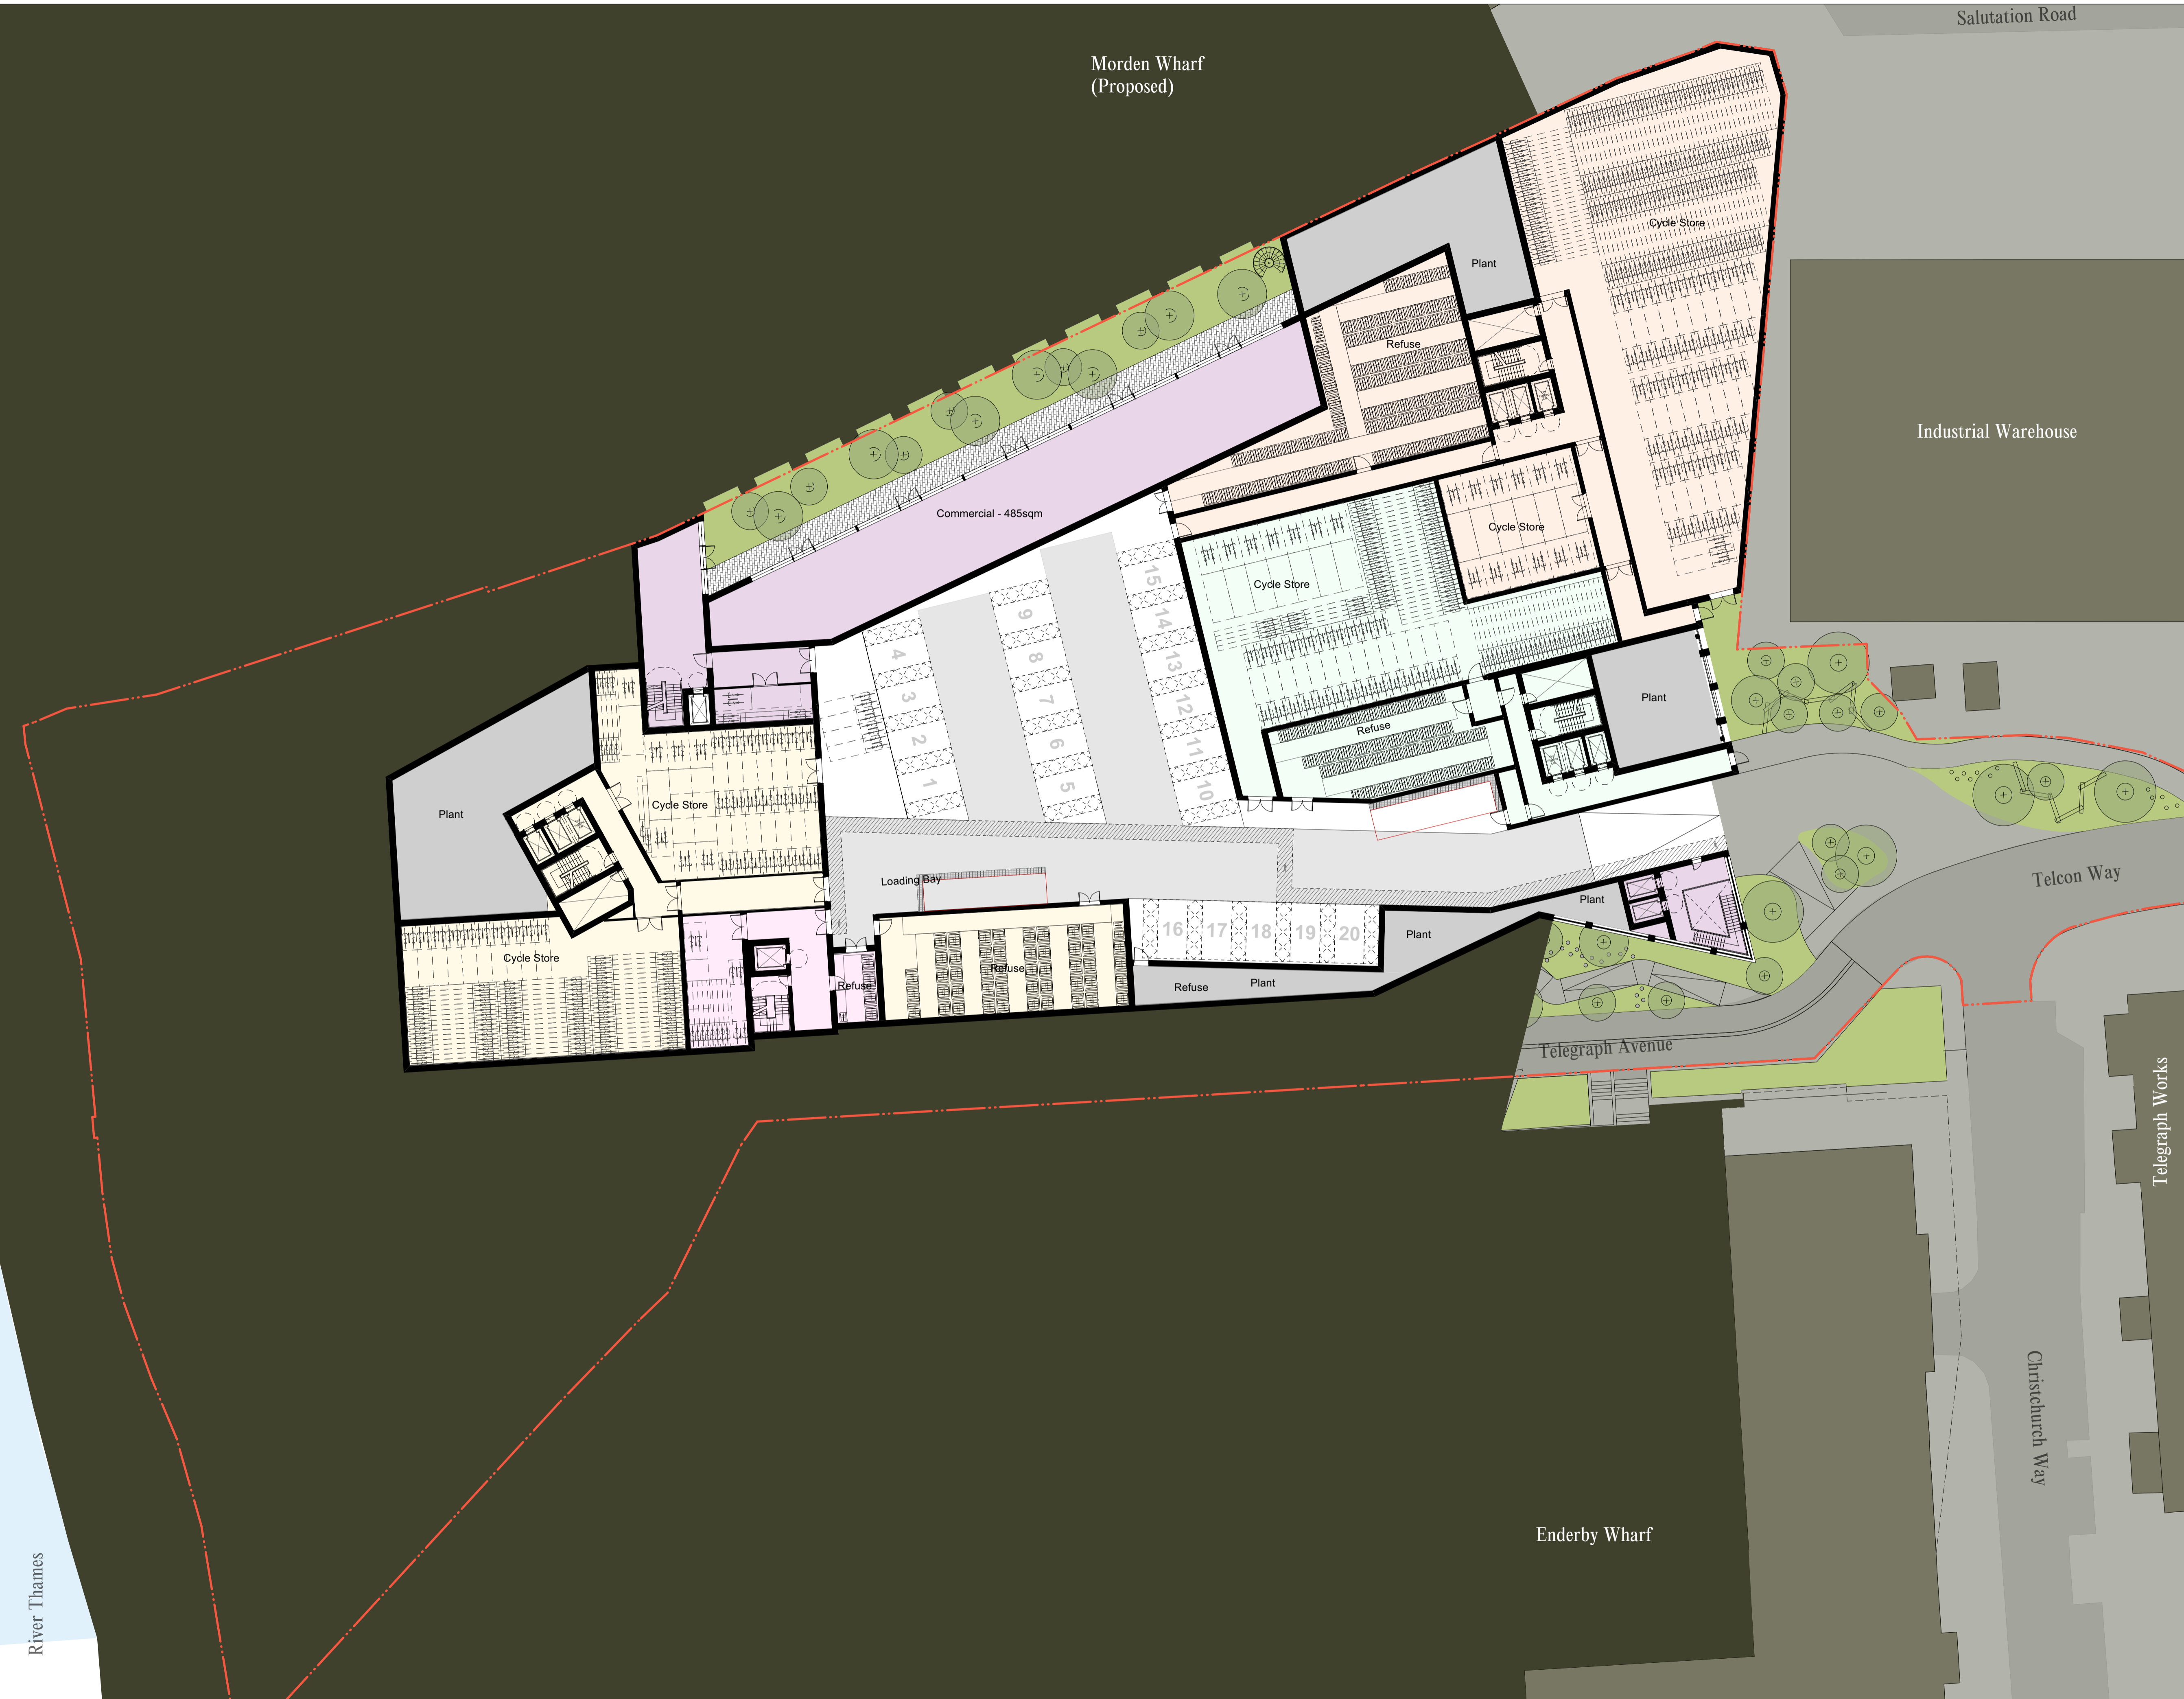 Salutation Road
Morden Wharf
(Proposed)
Cycle Store
Plant
Refuse
Industrial Warehouse
Commercial - 485sqm
Cycle Store
Cycle Store
15
14
13
12
11
10
9
8
7
6
5
4
3
2
1
Plant
Refuse
Cycle Store
Plant
Loading Bay
Telcon Way
Plant
16
17
18
19
20
Plant
Cycle Store
Refuse
Refuse
Refuse
Plant
Telegraph Avenue
Telegraph Works
Christchurch Way
Enderby Wharf
River Thames